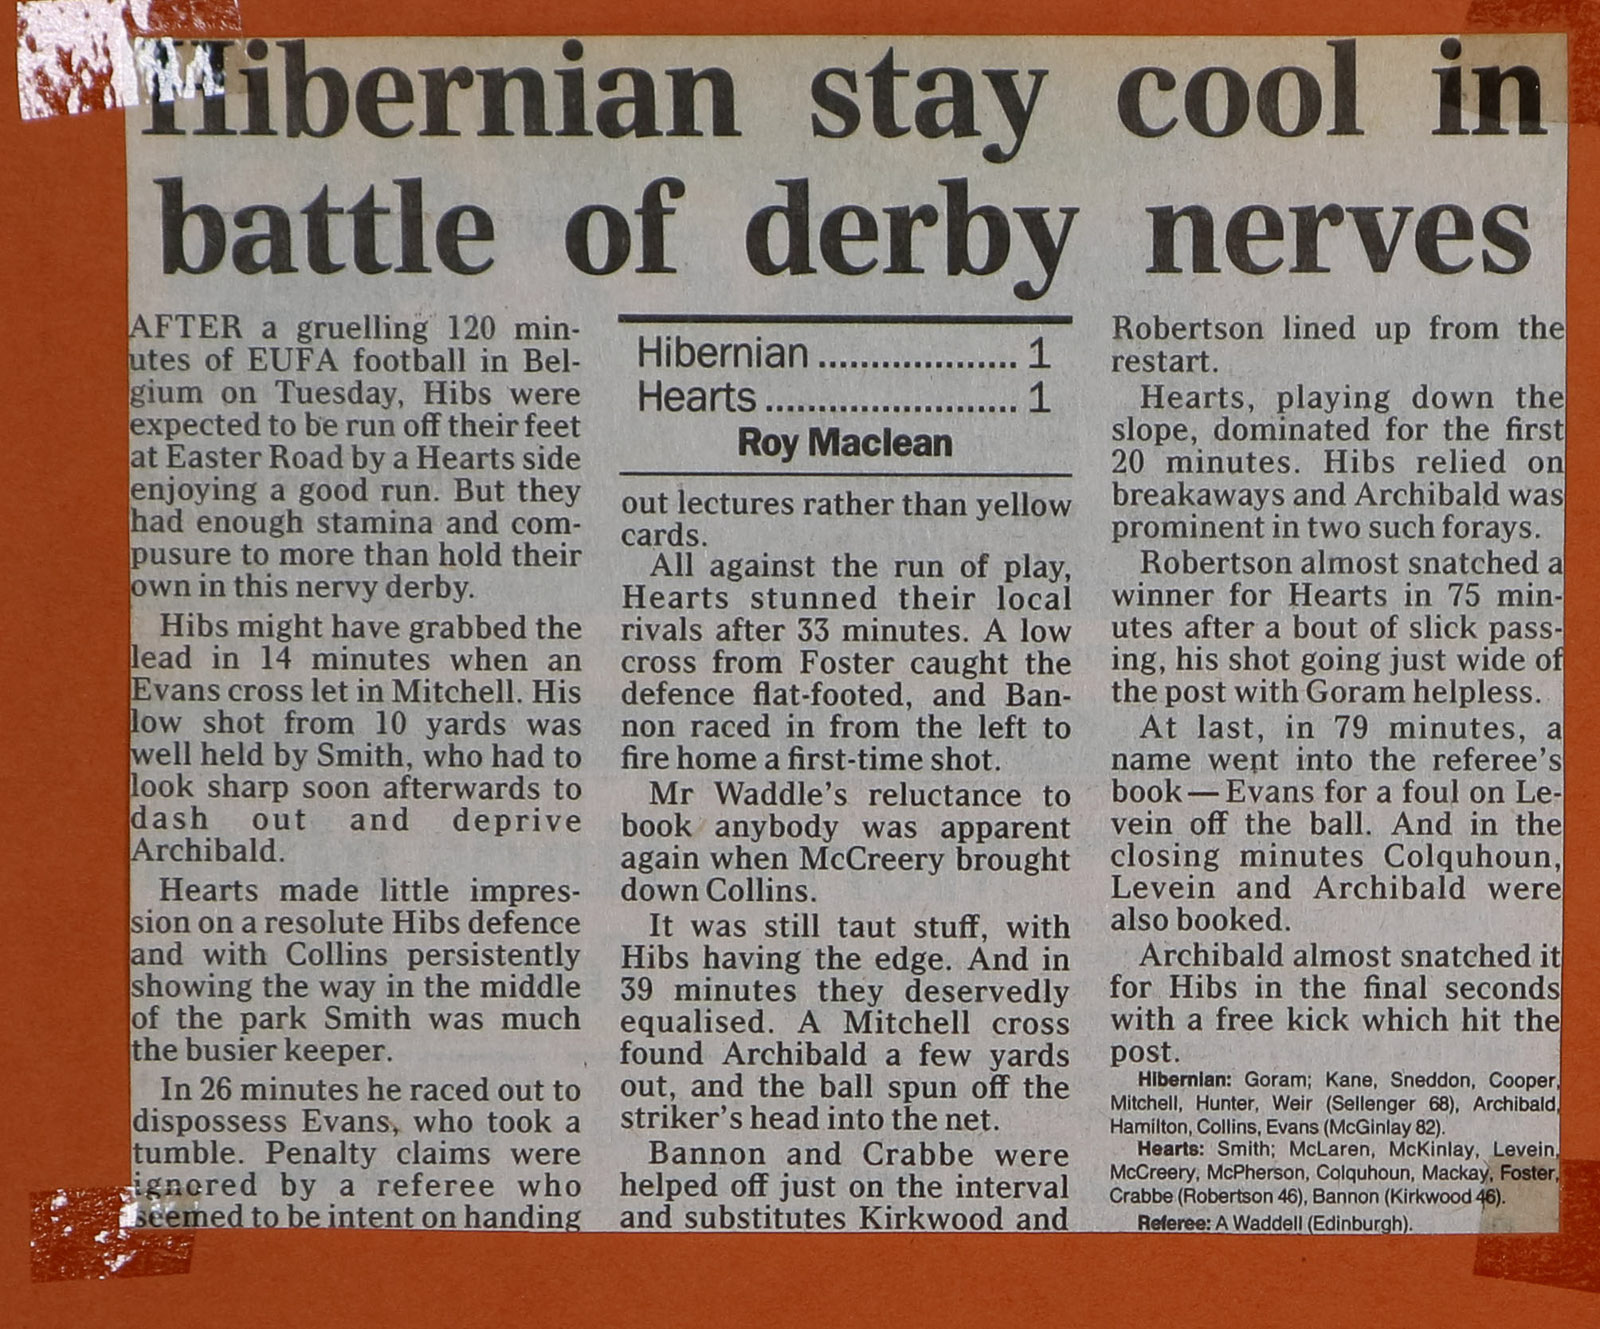 Hibernian stay cool in
battle of derby nerves
AFTER a gruelling 120 min-
utes of EUFA football in Bel-
gium on Tuesday, Hibs were
expected to be run off their feet
at Easter Road by a Hearts side
enjoying a good run. But they
had enough stamina and com-
pusure to more than hold their
own in this nervy derby.
Hibs might have grabbed the
lead in 14 minutes when an
Evans cross let in Mitchell. His
low shot from 10 yards was
well held by Smith, who had to
look sharp soon afterwards to
dash out and deprive
Archibald.
Hearts made little impres-
sion on a resolute Hibs defence
and with Collins persistently
showing the way in the middle
of the park Smith was much
the busier keeper.
In 26 minutes he raced out to
dispossess Evans, who took a
tumble. Penalty claims were
ignored by a referee who
seemed to be intent on handing
Hibernian .................... 1
Hearts ......................... 1
Roy Maclean
out lectures rather than yellow
cards.
All against the run of play,
Hearts stunned their local
rivals after 33 minutes. A low
cross from Foster caught the
defence flat-footed, and Ban-
non raced in from the left to
fire home a first-time shot.
Mr Waddle's reluctance to
book anybody was apparent
again when McCreery brought
down Collins.
It was still taut stuff, with
Hibs having the edge. And in
39 minutes they deservedly
equalised. A Mitchell cross
found Archibald a few yards
out, and the ball spun off the
striker's head into the net.
Bannon and Crabbe were
helped off just on the interval
and substitutes Kirkwood and
Robertson lined up from the
restart.
Hearts, playing down the
slope, dominated for the first
20 minutes. Hibs relied on
breakaways and Archibald was
prominent in two such forays.
Robertson almost snatched a
winner for Hearts in 75 min-
utes after a bout of slick pass-
ing, his shot going just wide of
the post with Goram helpless.
At last, in 79 minutes, a
name went into the referee's
book — Evans for a foul on Le-
vein off the ball. And in the
closing minutes Colquhoun,
Levein and Archibald were
also booked.
Archibald almost snatched it
for Hibs in the final seconds
with a free kick which hit the
post.
Hibernian: Goram; Kane, Sneddon, Cooper,
Mitchell, Hunter, Weir (Sellenger 68), Archibald,
Hamilton, Collins, Evans (McGinlay 82).
Hearts: Smith; McLaren, McKinlay, Levein,
McCreery, McPherson, Colquhoun, Mackay, Foster,
Crabbe (Robertson 46), Bannon (Kirkwood 46).
Referee: A Waddell (Edinburgh).